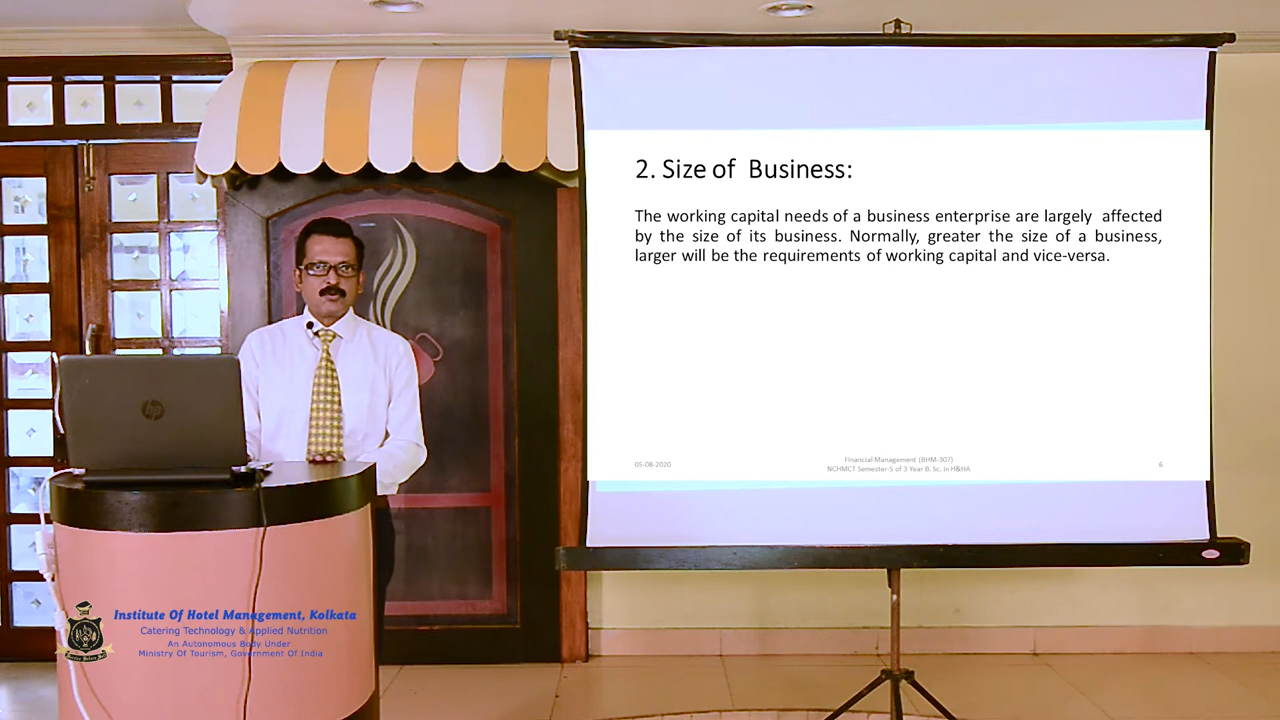 2. Size of Business:
The working capital needs of a business enterprise are largely affected
by the size of its business. Normally, greater the size of a business,
larger will be the requirements of working capital and vice-versa.
05-08-2020
Financial Management (BHM-307)
NCHMCT Semester-5 of 3 Year B. Sc. in H&HA
6
hp
Institute Of Hotel Management, Kolkata
Catering Technology & Applied Nutrition
An Autonomous Body Under
Ministry Of Tourism, Government Of India